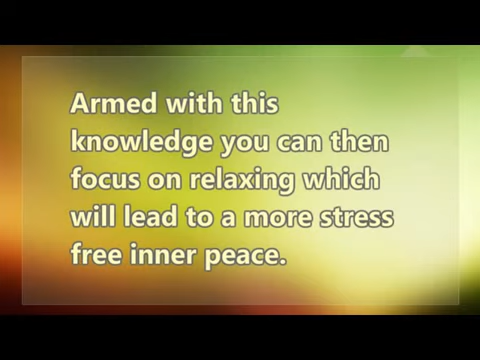 Armed with this
knowledge you can then
focus on relaxing which
will lead to a more stress
free inner peace.